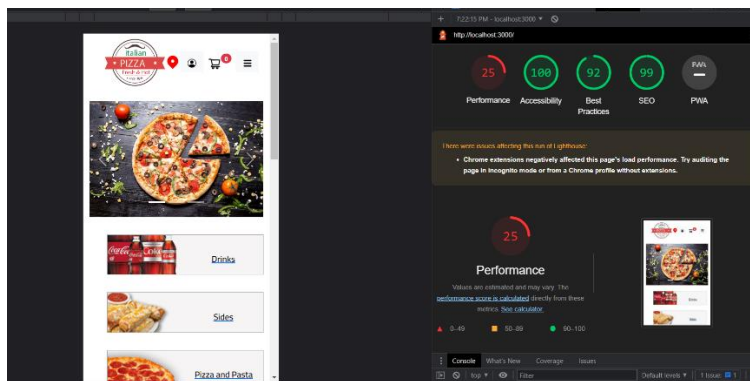 Italian
PIZZA
Fresh & Hot
0
Drinks
Sides
Pizza and Pasta
7:22:15 PM - localhost:3000
http://localhost:3000/
25
100
92
99
PWA
Performance
Accessibility
Best
Practices
SEO
PWA
There were issues affecting this run of Lighthouse:
• Chrome extensions negatively affected this page's load performance. Try auditing the
page in incognito mode or from a Chrome profile without extensions.
25
Performance
Values are estimated and may vary. The
performance score is calculated directly from these
metrics. See calculator.
0–49
50–89
90–100
Drinks
Sides
Console
What's New
Coverage
Issues
top
Filter
Default levels
1 Issue:
1